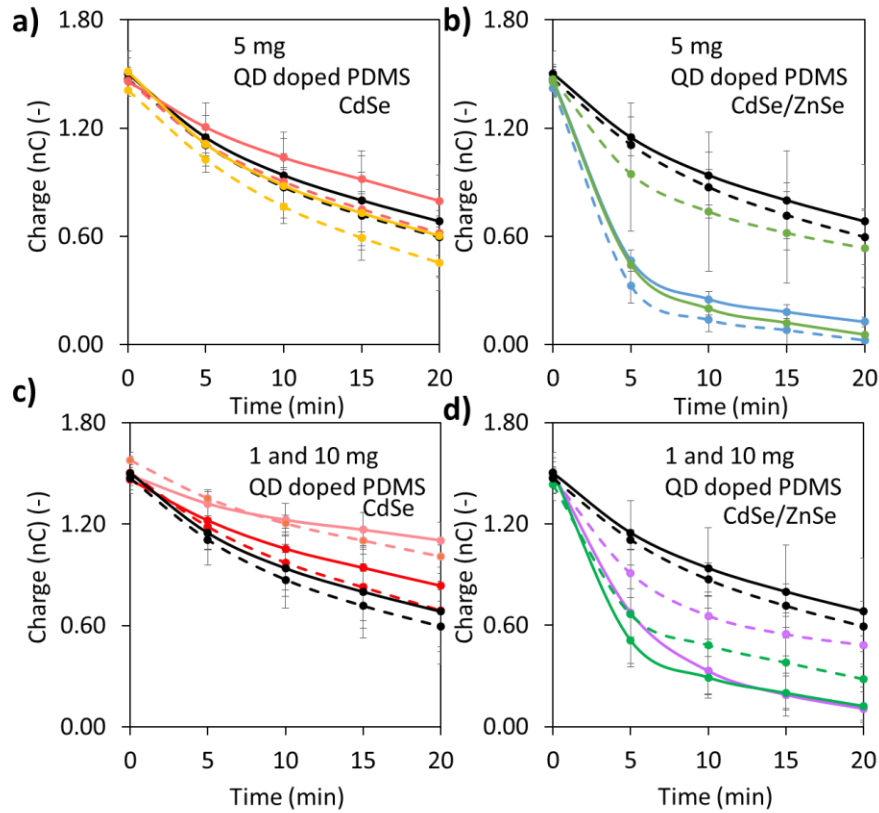 a)
1.80
5 mg
QD doped PDMS
CdSe
1.20
0.60
0.00
Charge (nC) (-)
0 5 10 15 20
Time (min)
b)
1.80
5 mg
QD doped PDMS
CdSe/ZnSe
1.20
0.60
0.00
Charge (nC) (-)
0 5 10 15 20
Time (min)
c)
1.80
1 and 10 mg
QD doped PDMS
CdSe
1.20
0.60
0.00
Charge (nC) (-)
0 5 10 15 20
Time (min)
d)
1.80
1 and 10 mg
QD doped PDMS
CdSe/ZnSe
1.20
0.60
0.00
Charge (nC) (-)
0 5 10 15 20
Time (min)